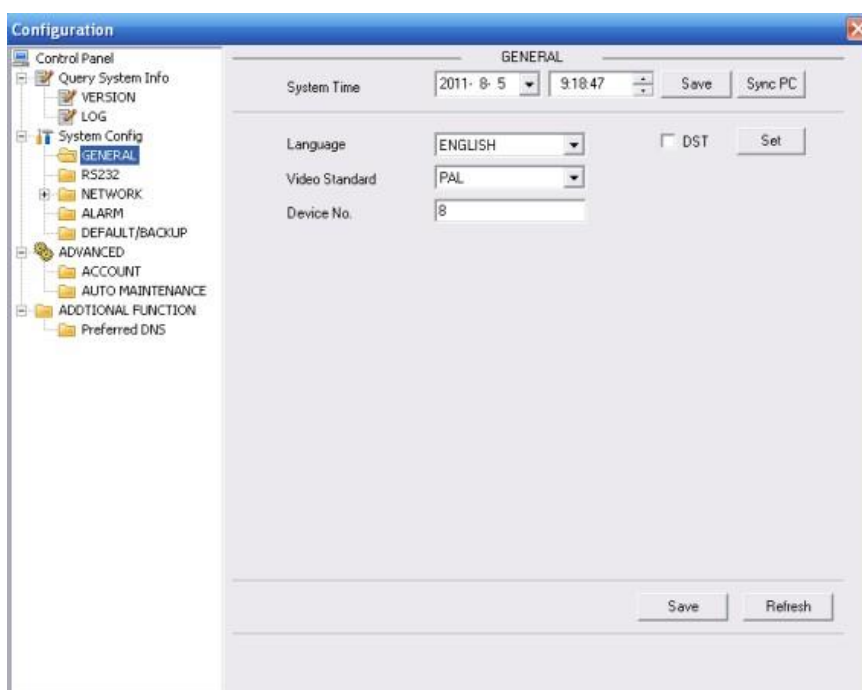 Configuration
Control Panel
Query System Info
VERSION
LOG
System Config
GENERAL
RS232
NETWORK
ALARM
DEFAULT/BACKUP
ADVANCED
ACCOUNT
AUTO MAINTENANCE
ADDTIONAL FUNCTION
Preferred DNS
GENERAL
System Time 2011- 8- 5 9:18:47 Save Sync PC
Language ENGLISH DST Set
Video Standard PAL
Device No. 8
Save Refresh